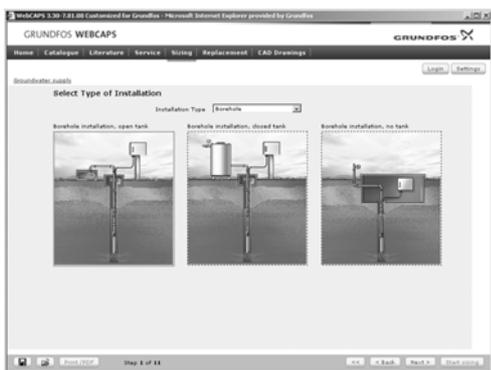 WebCAPS 3.30-7.81.08 Customized for Grundfos - Microsoft Internet Explorer provided by Grundfos
GRUNDFOS WEBCAPS
GRUNDFOS
Home Catalogue Literature Service Sizing Replacement CAD Drawings
Login Settings
Groundwater supply
Select Type of Installation
Installation Type Borehole
Borehole installation, open tank Borehole installation, closed tank Borehole installation, no tank
Print/PDF Step 1 of 11 << < Back Next > Start sizing